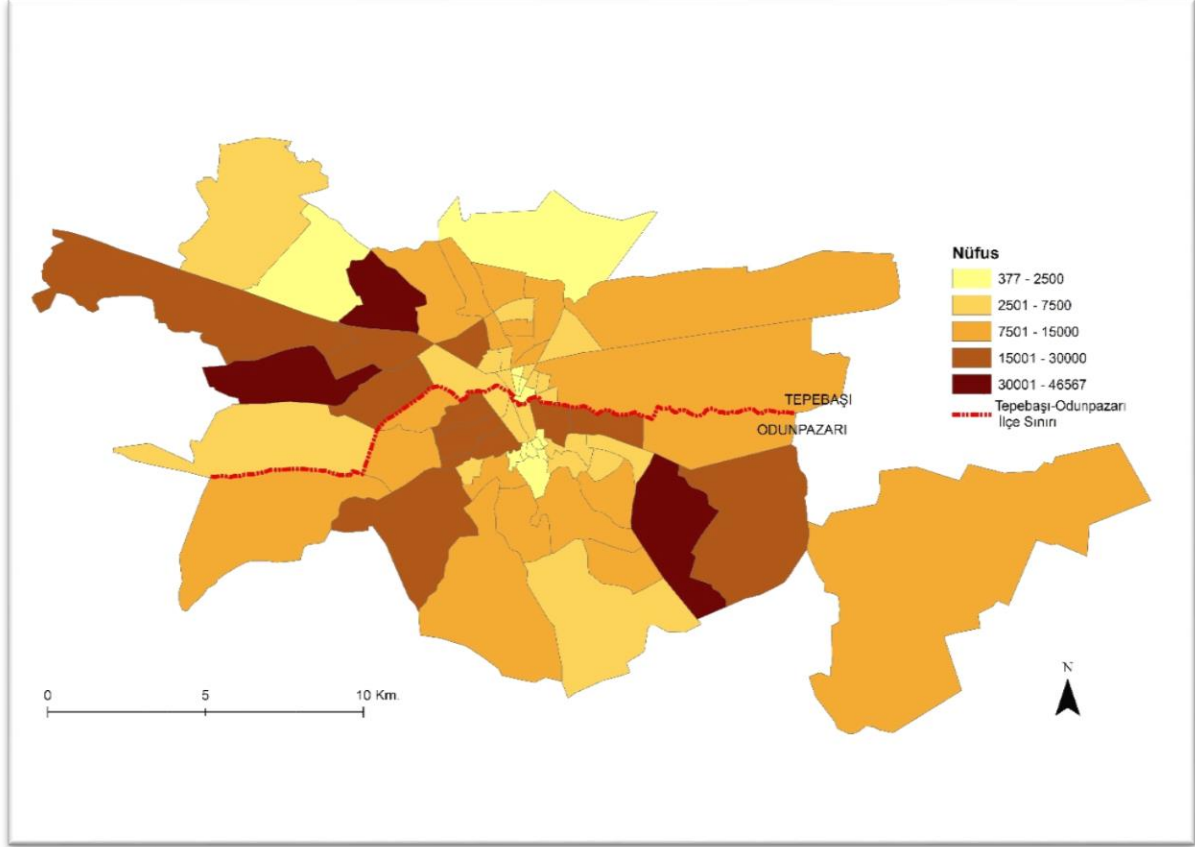 Nüfus
377 - 2500
2501 - 7500
7501 - 15000
15001 - 30000
30001 - 46567
Tepebaşı-Odunpazarı
İlçe Sınırı
TEPEBAŞI
ODUNPAZARI
N
0 5 10 Km.